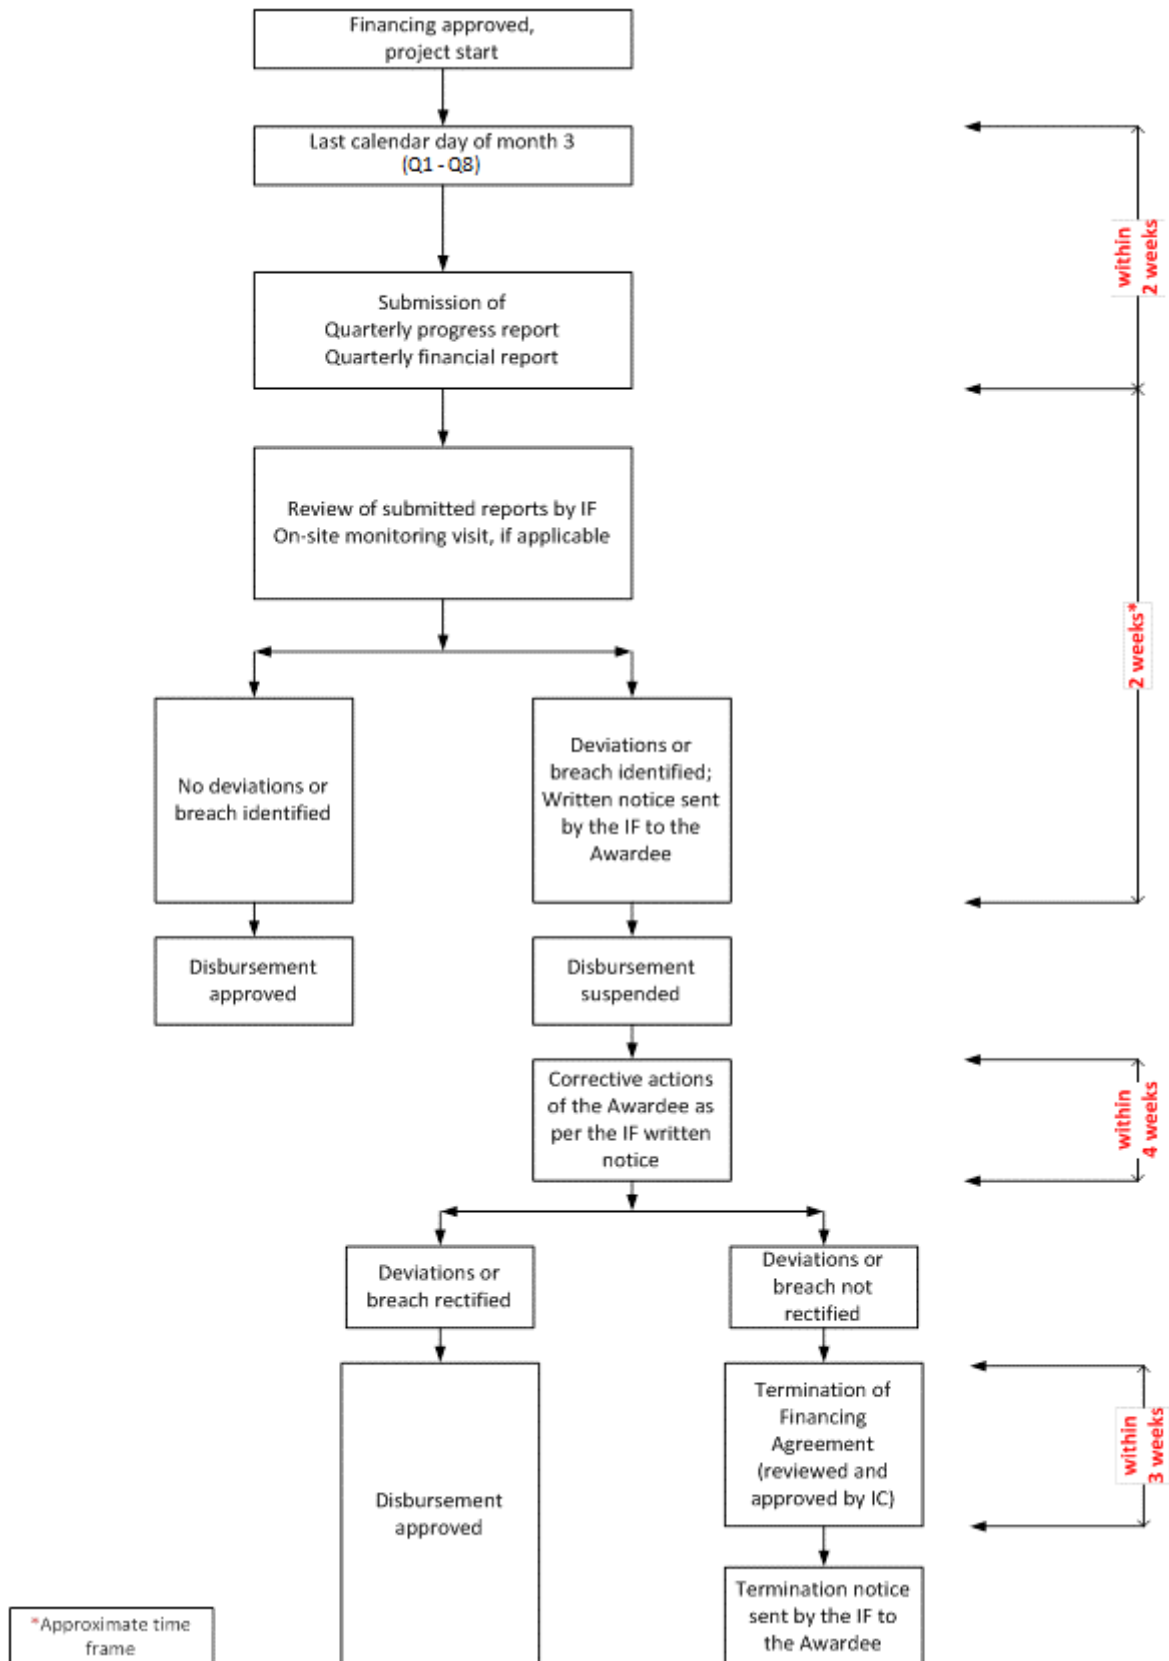 Financing approved,
project start
Last calendar day of month 3
(Q1 - Q8)
within
2 weeks
Submission of
Quarterly progress report
Quarterly financial report
Review of submitted reports by IF
On-site monitoring visit, if applicable
2 weeks*
No deviations or
breach identified
Deviations or
breach identified;
Written notice sent
by the IF to the
Awardee
Disbursement
approved
Disbursement
suspended
Corrective actions
of the Awardee as
per the IF written
notice
within
4 weeks
Deviations or
breach rectified
Deviations or
breach not
rectified
Disbursement
approved
Termination of
Financing
Agreement
(reviewed and
approved by IC)
within
3 weeks
Termination notice
sent by the IF to
the Awardee
*Approximate time
frame